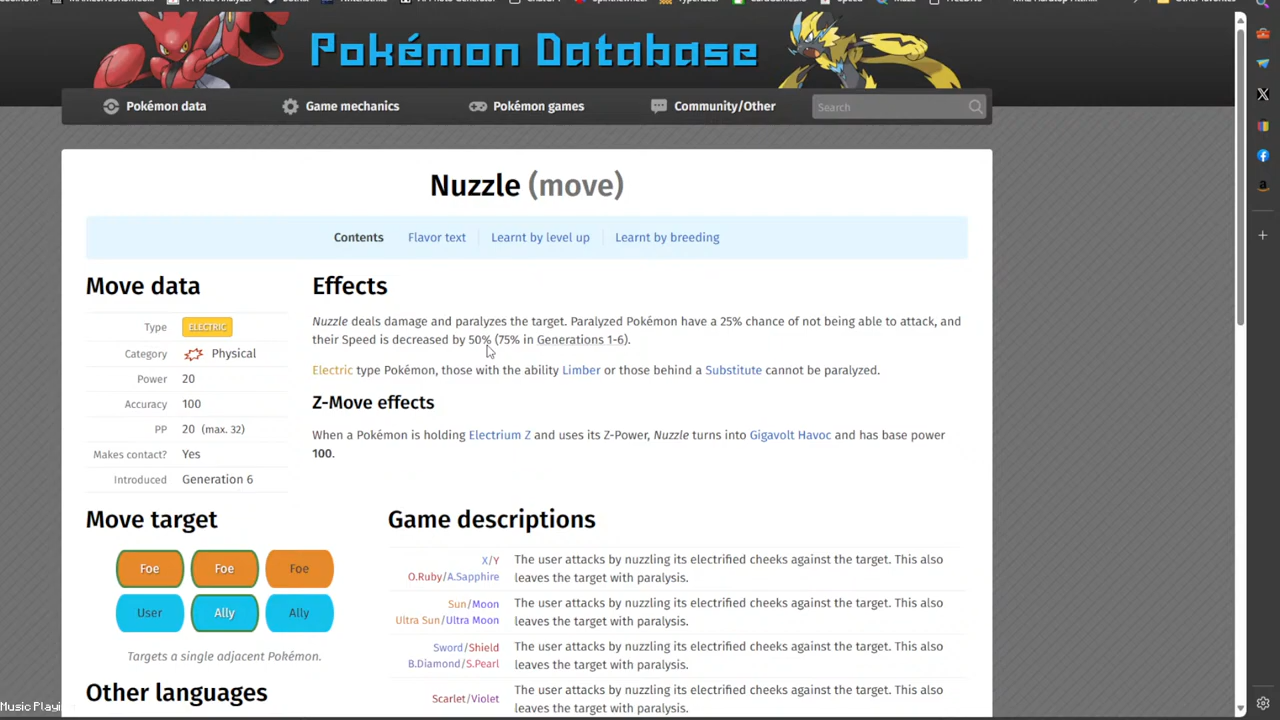 Pokémon Database
Pokémon data
Game mechanics
Pokémon games
Community/Other
Search
Nuzzle (move)
Contents
Flavor text
Learnt by level up
Learnt by breeding
Move data
Type ELECTRIC
Category Physical
Power 20
Accuracy 100
PP 20 (max. 32)
Makes contact? Yes
Introduced Generation 6
Effects
Nuzzle deals damage and paralyzes the target. Paralyzed Pokémon have a 25% chance of not being able to attack, and
their Speed is decreased by 50% (75% in Generations 1-6).
Electric type Pokémon, those with the ability Limber or those behind a Substitute cannot be paralyzed.
Z-Move effects
When a Pokémon is holding Electrium Z and uses its Z-Power, Nuzzle turns into Gigavolt Havoc and has base power
100.
Move target
Foe Foe Foe
User Ally Ally
Targets a single adjacent Pokémon.
Other languages
Game descriptions
X/Y
O.Ruby/A.Sapphire
The user attacks by nuzzling its electrified cheeks against the target. This also
leaves the target with paralysis.
Sun/Moon
Ultra Sun/Ultra Moon
The user attacks by nuzzling its electrified cheeks against the target. This also
leaves the target with paralysis.
Sword/Shield
B.Diamond/S.Pearl
The user attacks by nuzzling its electrified cheeks against the target. This also
leaves the target with paralysis.
Scarlet/Violet
The user attacks by nuzzling its electrified cheeks against the target. This also
leaves the target with paralysis.
Music Playi